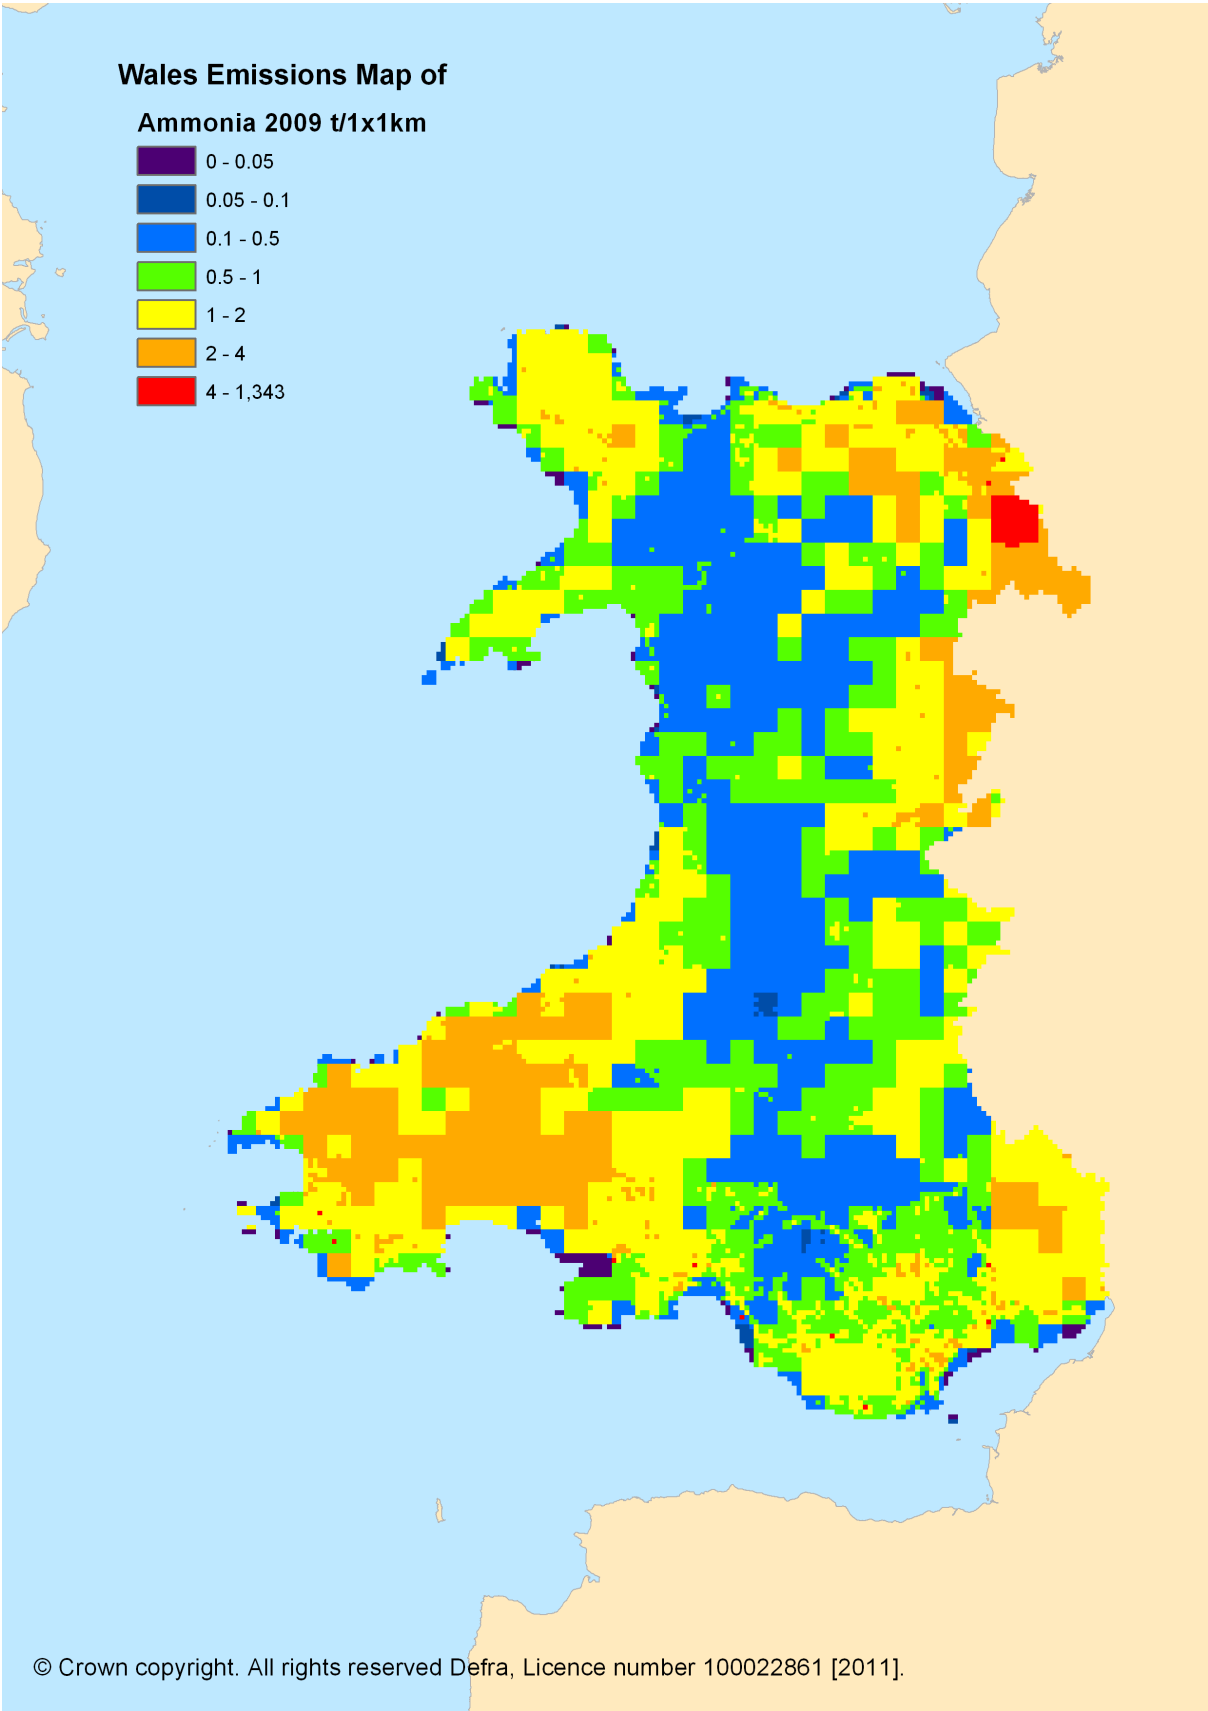 Wales Emissions Map of
Ammonia 2009 t/1x1km
0 - 0.05
0.05 - 0.1
0.1 - 0.5
0.5 - 1
1 - 2
2 - 4
4 - 1,343
© Crown copyright. All rights reserved Defra, Licence number 100022861 [2011].